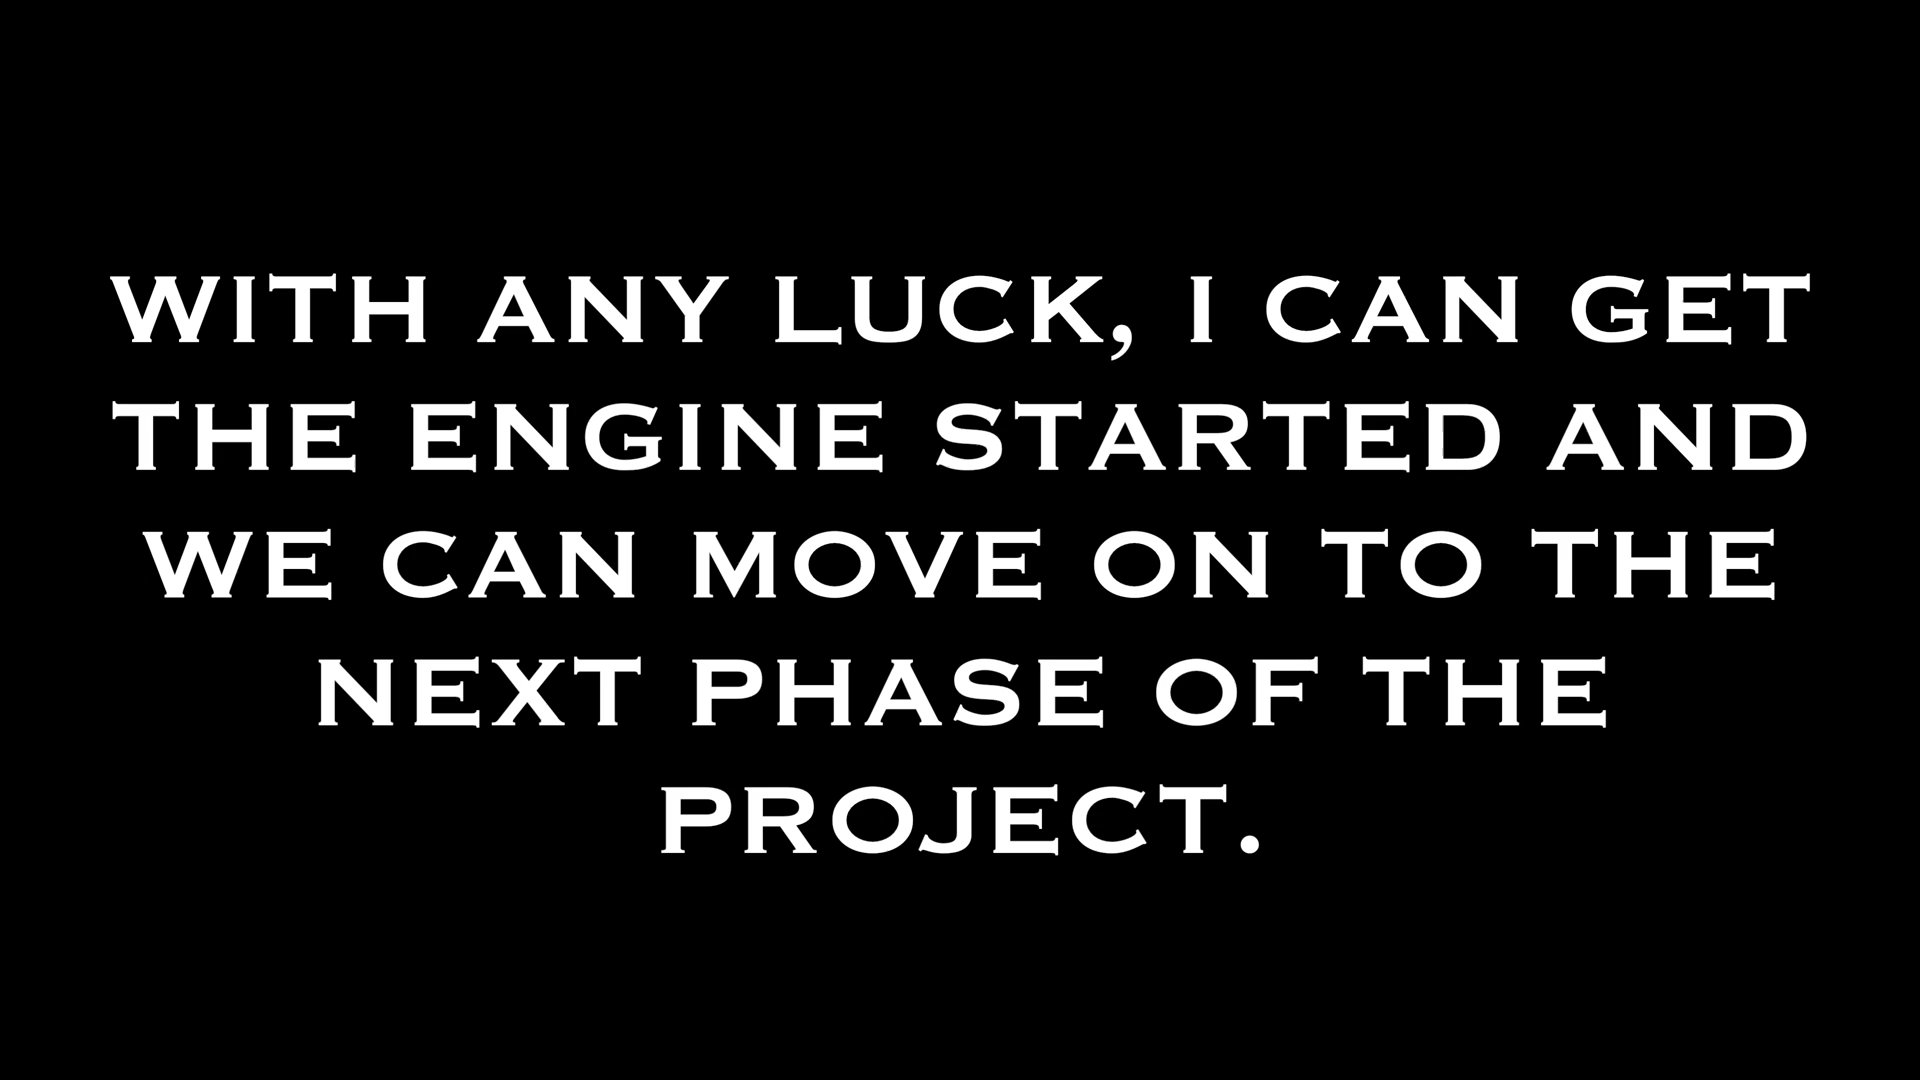 WITH ANY LUCK, I CAN GET
THE ENGINE STARTED AND
WE CAN MOVE ON TO THE
NEXT PHASE OF THE
PROJECT.